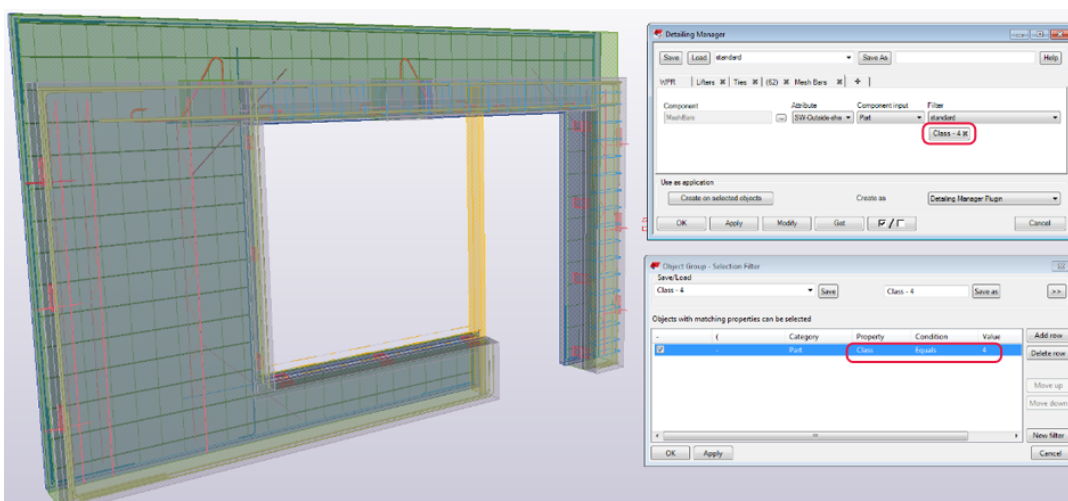 Detailing Manager
Save Load standard Save As Help
WPR Lifters Ties (62) Mesh Bars +
Component Attribute Component input Filter
MeshBars ... SW-Outside-she Part standard
Class - 4
Use as application
Create on selected objects Create as Detailing Manager Plugin
OK Apply Modify Get / Cancel
Object Group - Selection Filter
Save/Load
Class - 4 Save Class - 4 Save as >>
Objects with matching properties can be selected
- ( Category Property Condition Value Add row
- Part Class Equals 4 Delete row
Move up
Move down
New filter
OK Apply Cancel